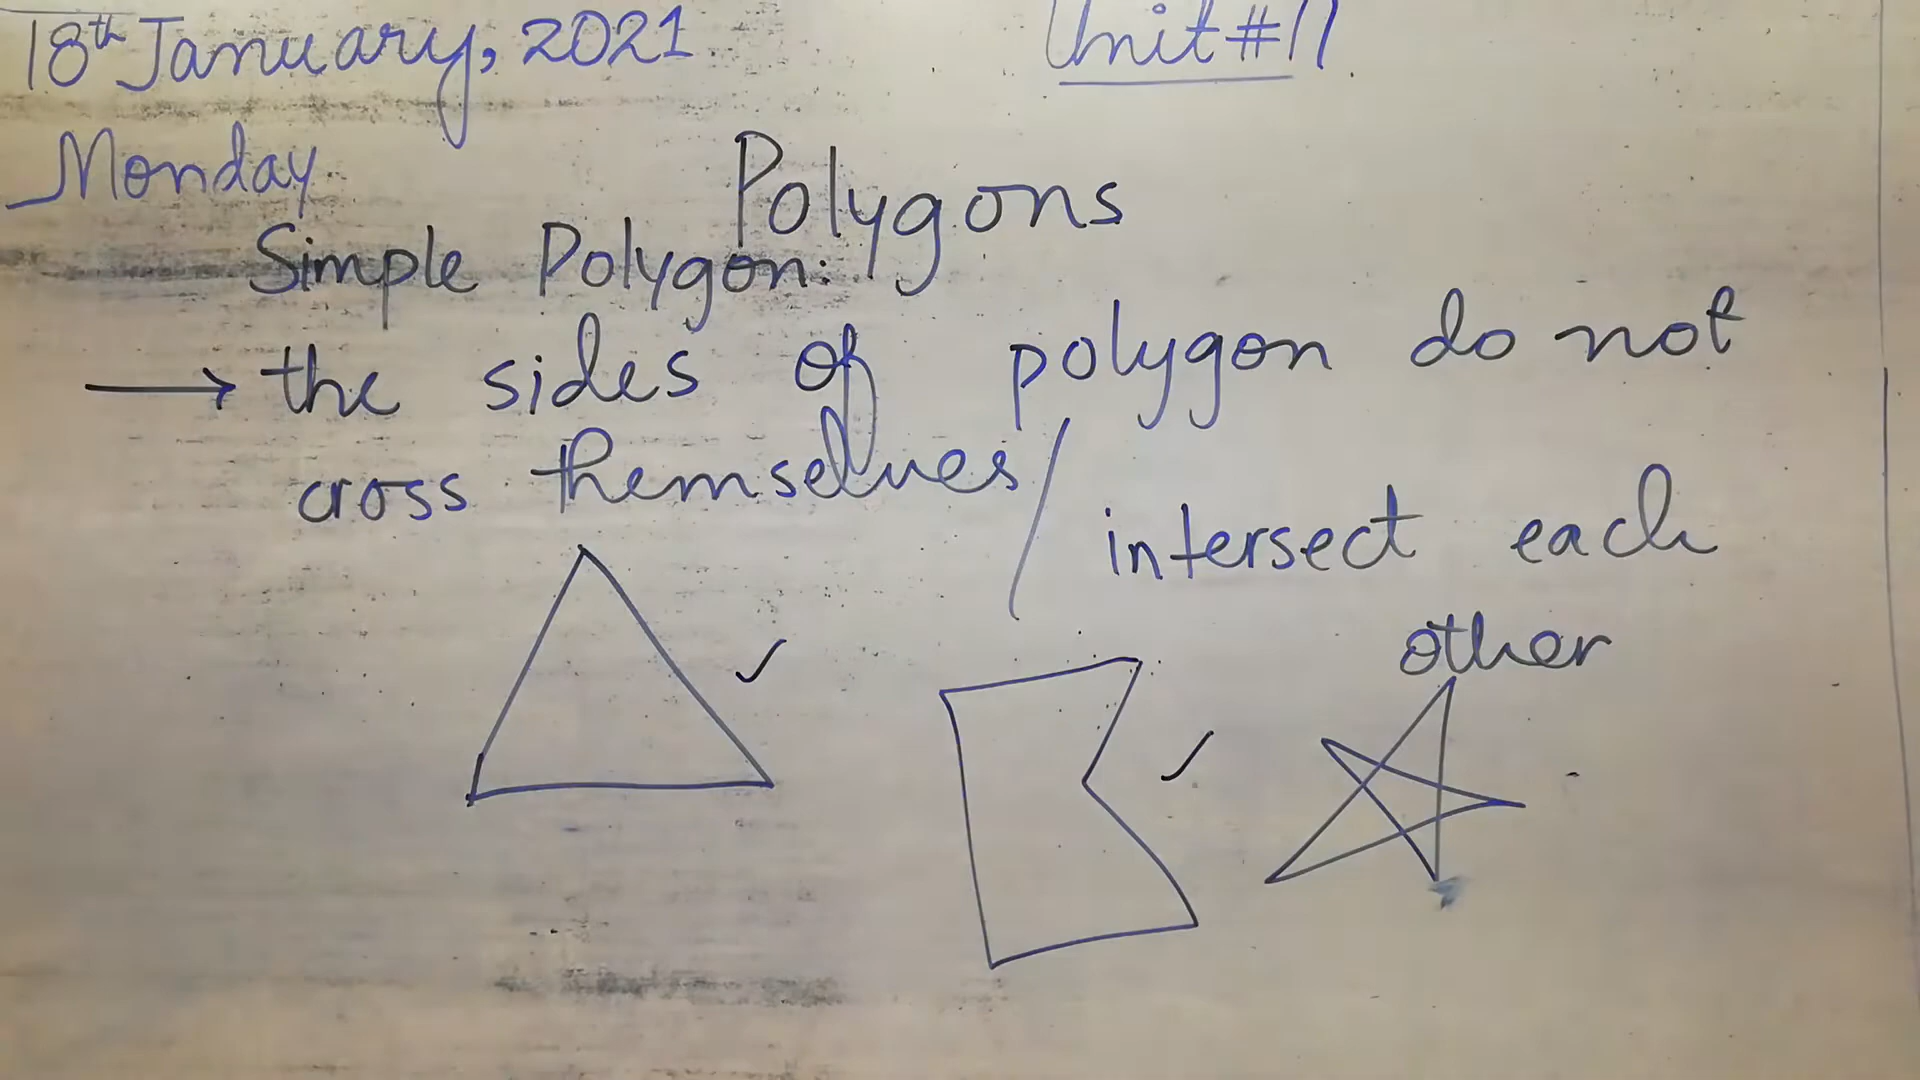 18th January, 2021
Unit #11
Monday
Polygons
Simple Polygon:
→ the sides of polygon do not
cross themselves/
intersect each
other